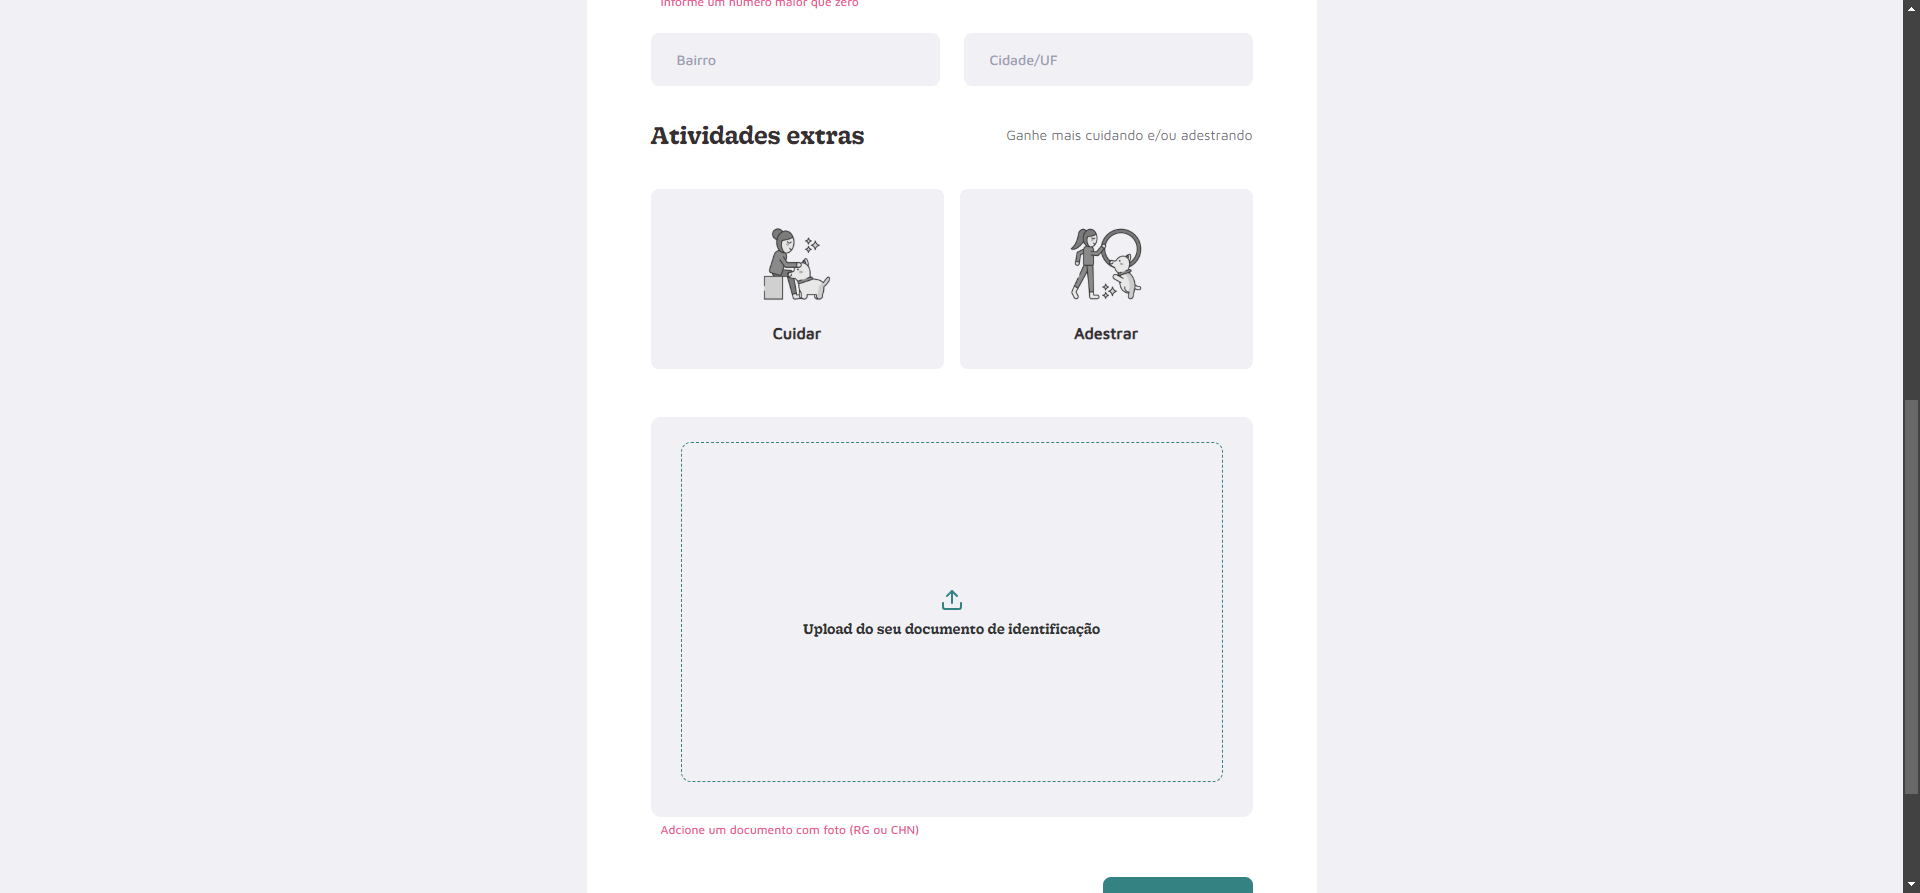 Informe um número maior que zero
Bairro
Cidade/UF
Atividades extras
Ganhe mais cuidando e/ou adestrando
Cuidar
Adestrar
Upload do seu documento de identificação
Adcione um documento com foto (RG ou CHN)